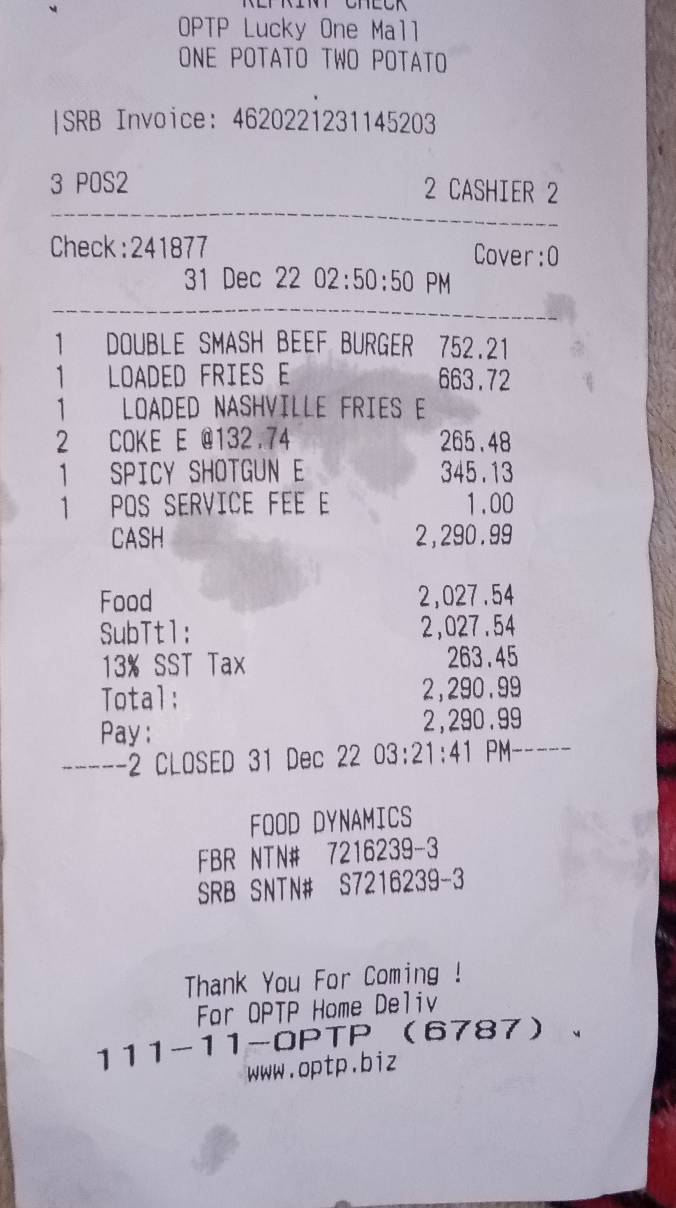 REPRINT CHECK
OPTP Lucky One Mall
ONE POTATO TWO POTATO
|SRB Invoice: 4620221231145203
3 POS2 2 CASHIER 2
Check:241877 Cover:0
31 Dec 22 02:50:50 PM
1 DOUBLE SMASH BEEF BURGER 752.21
1 LOADED FRIES E 663.72
1 LOADED NASHVILLE FRIES E
2 COKE E @132.74 265.48
1 SPICY SHOTGUN E 345.13
1 POS SERVICE FEE E 1.00
CASH 2,290.99
Food 2,027.54
SubTtl: 2,027.54
13% SST Tax 263.45
Total: 2,290.99
Pay: 2,290.99
-----2 CLOSED 31 Dec 22 03:21:41 PM-----
FOOD DYNAMICS
FBR NTN# 7216239-3
SRB SNTN# S7216239-3
Thank You For Coming !
For OPTP Home Deliv
111-11-OPTP (6787)
www.optp.biz